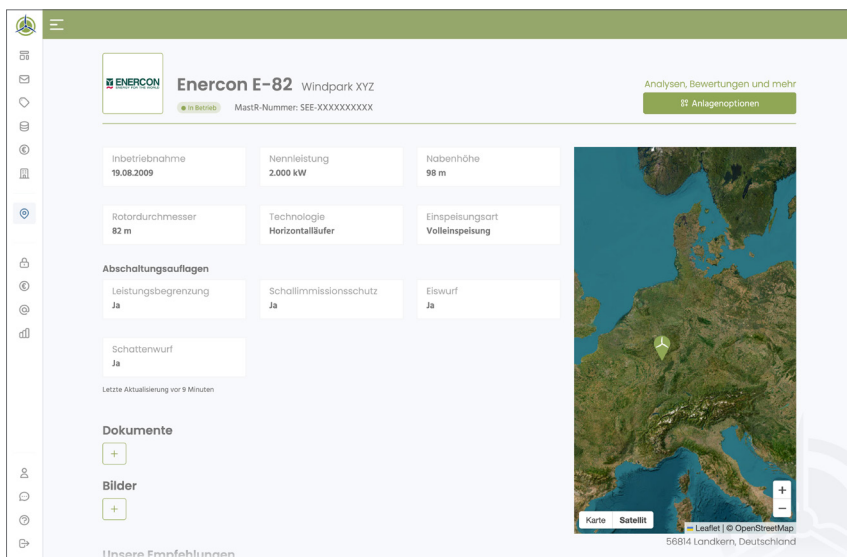 ENERCON
ENERGY FOR THE WORLD
Enercon E-82 Windpark XYZ
In Betrieb MastR-Nummer: SEE-XXXXXXXXXX
Analysen, Bewertungen und mehr
Anlagenoptionen
Inbetriebnahme
19.08.2009
Nennleistung
2.000 kW
Nabenhöhe
98 m
Rotordurchmesser
82 m
Technologie
Horizontalläufer
Einspeisungsart
Volleinspeisung
Abschaltungsauflagen
Leistungsbegrenzung
Ja
Schallimmissionsschutz
Ja
Eiswurf
Ja
Schattenwurf
Ja
Letzte Aktualisierung vor 9 Minuten
Dokumente
+
Bilder
+
Unsere Empfehlungen
+
−
Karte Satellit
Leaflet | © OpenStreetMap
56814 Landkern, Deutschland